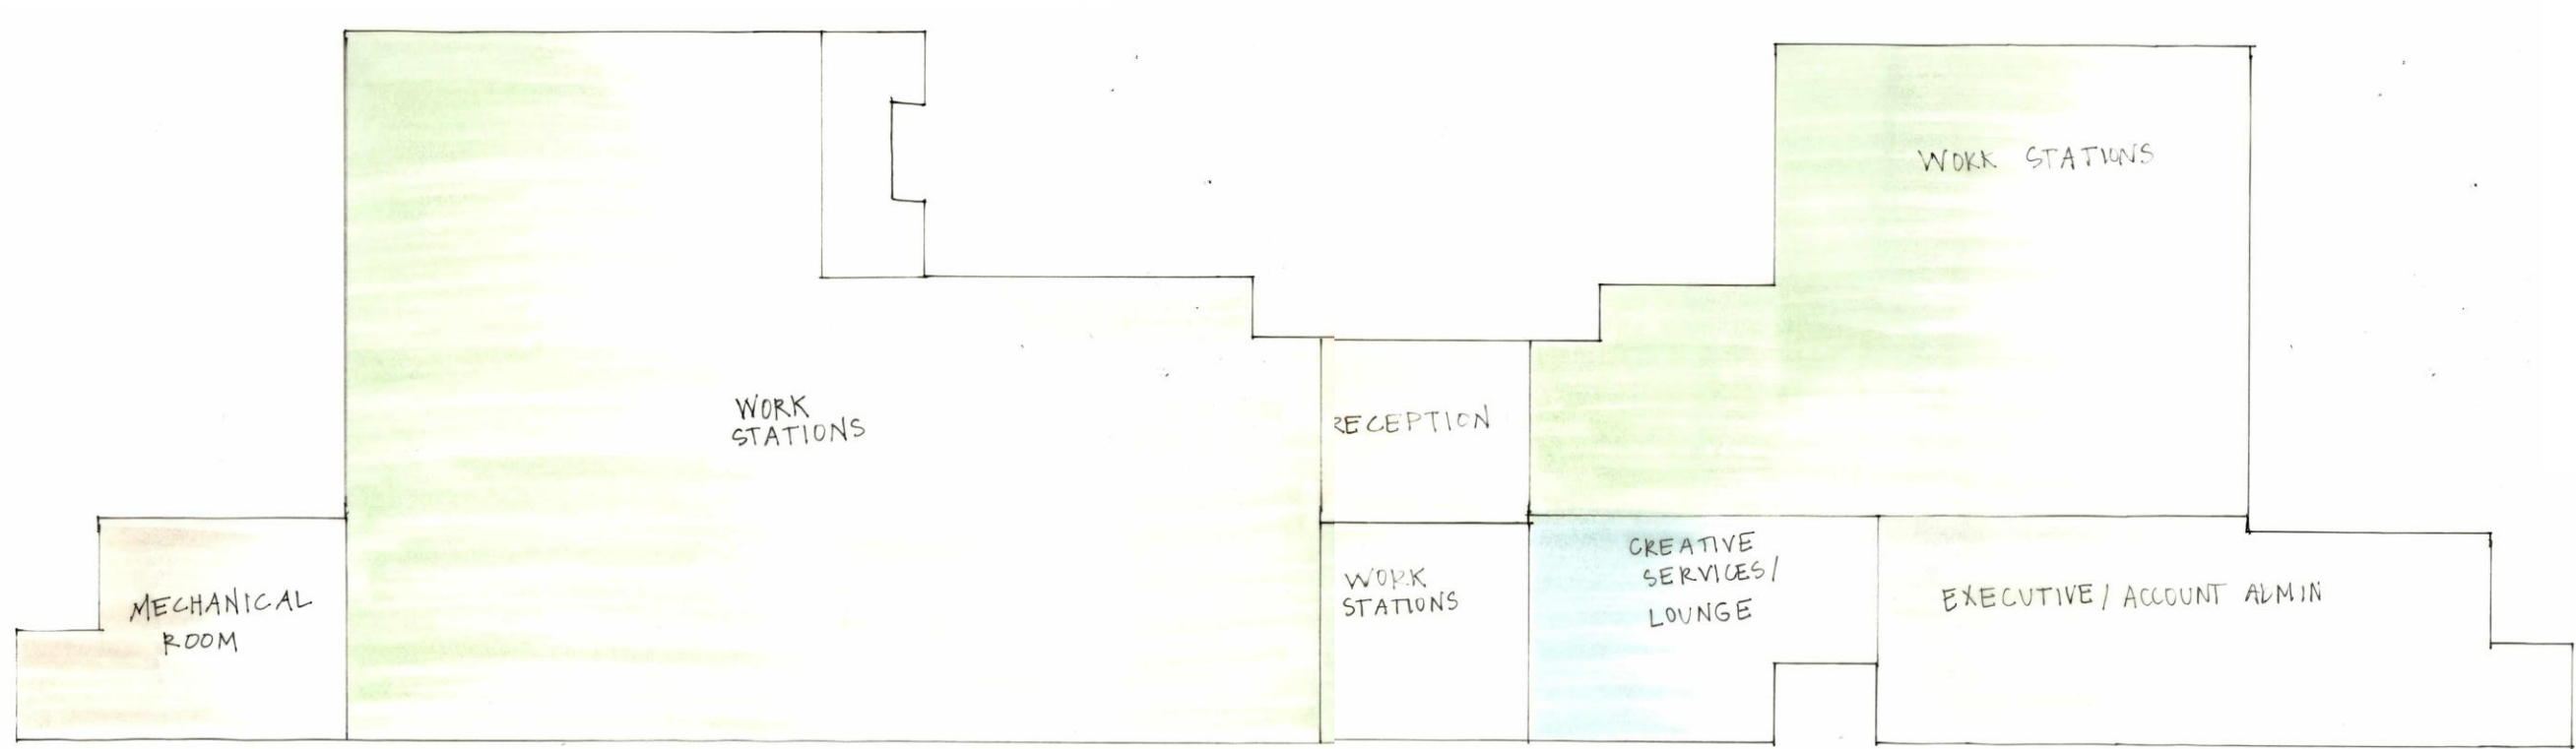 WORK STATIONS
WORK
STATIONS
RECEPTION
CREATIVE
SERVICES/
LOUNGE
WORK
STATIONS
MECHANICAL
ROOM
EXECUTIVE/ACCOUNT ADMIN